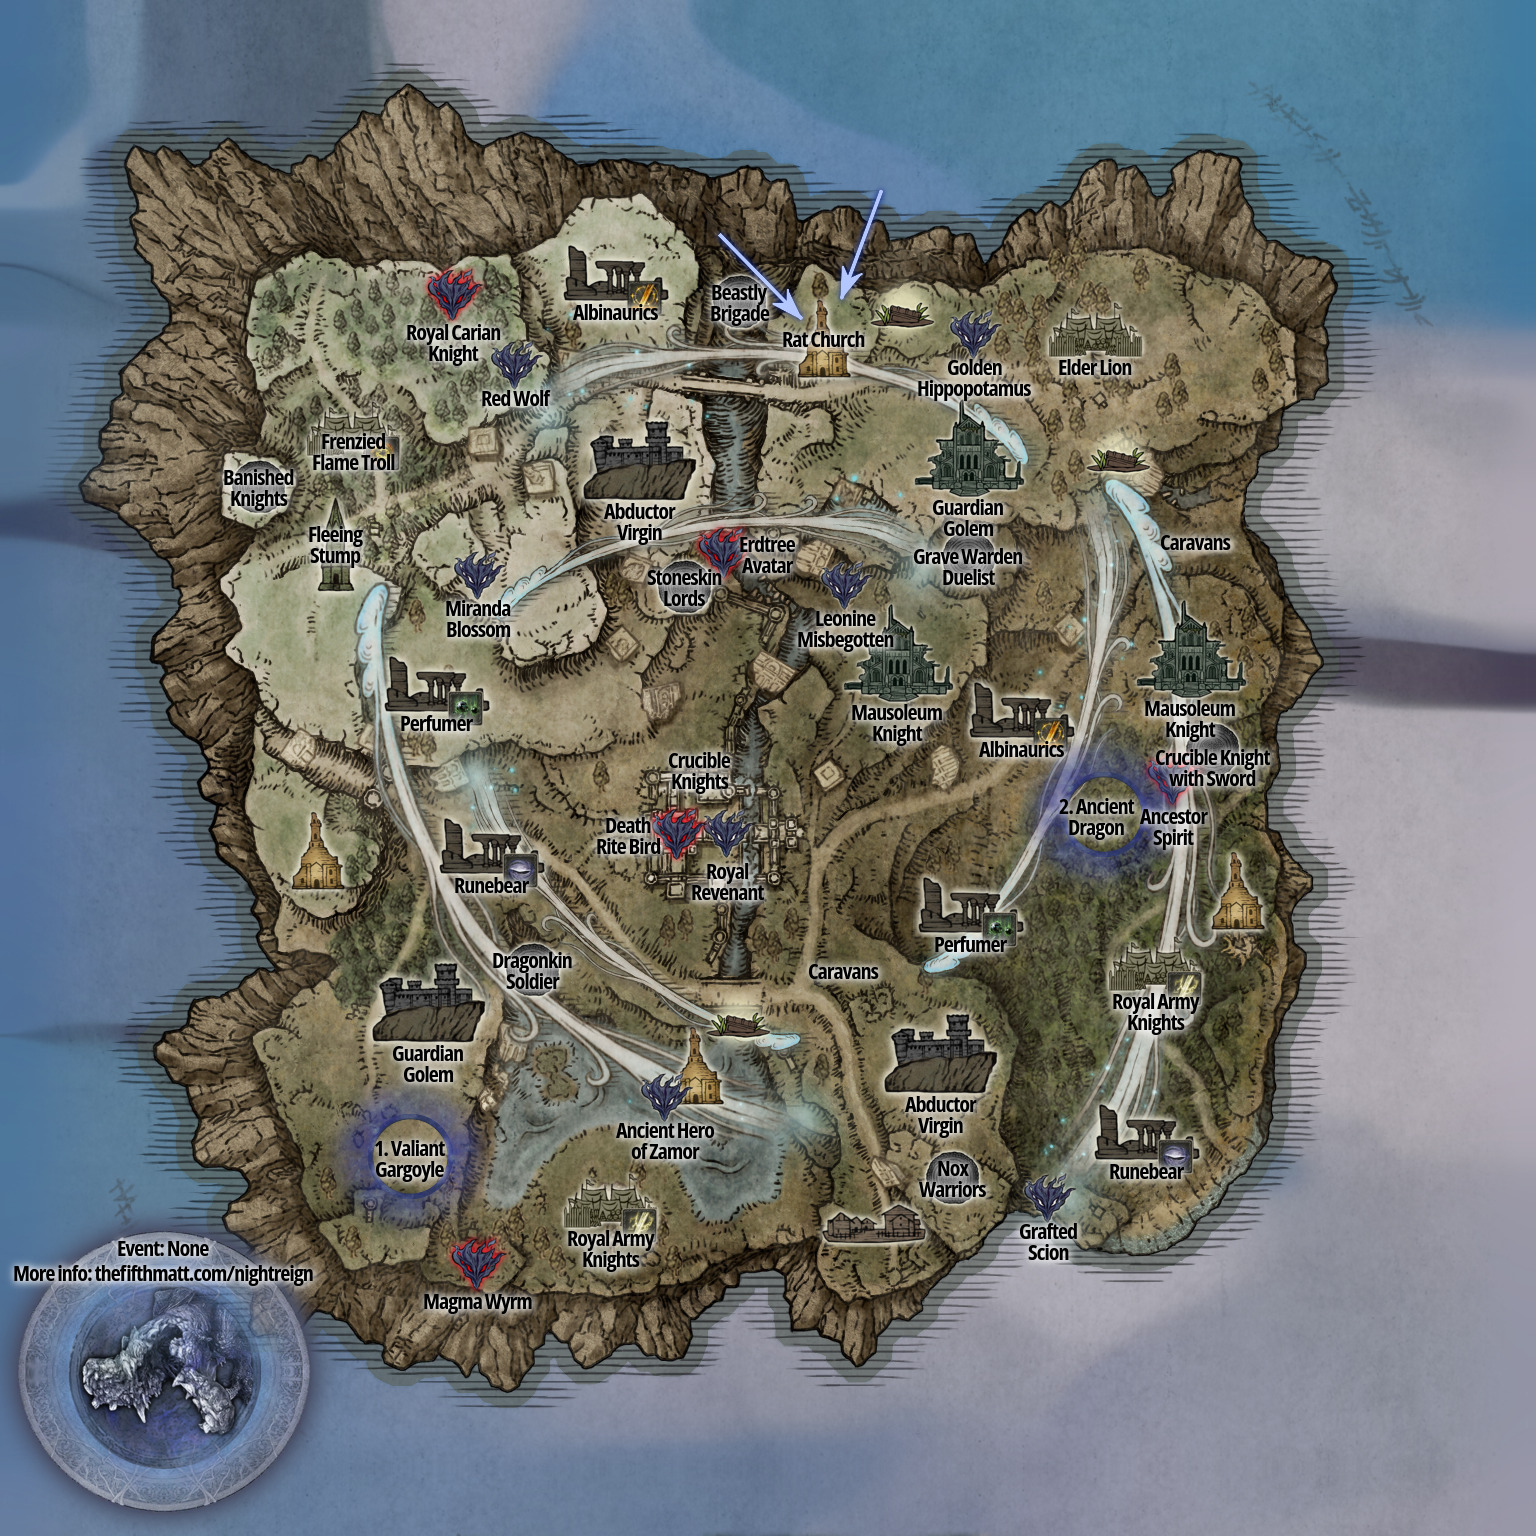 Albinaurics
Beastly
Brigade
Royal Carian
Knight
Rat Church
Red Wolf
Golden
Hippopotamus
Elder Lion
Frenzied
Flame Troll
Banished
Knights
Abductor
Virgin
Guardian
Golem
Fleeing
Stump
Erdtree
Avatar
Grave Warden
Duelist
Caravans
Stoneskin
Lords
Miranda
Blossom
Leonine
Misbegotten
Perfumer
Mausoleum
Knight
Mausoleum
Knight
Albinaurics
Crucible
Knights
Crucible Knight
with Sword
Death
Rite Bird
Royal
Revenant
2. Ancient
Dragon
Ancestor
Spirit
Runebear
Perfumer
Dragonkin
Soldier
Caravans
Royal Army
Knights
Guardian
Golem
Abductor
Virgin
Ancient Hero
of Zamor
1. Valiant
Gargoyle
Nox
Warriors
Runebear
Royal Army
Knights
Grafted
Scion
Magma Wyrm
Event: None
More info: thefifthmatt.com/nightreign